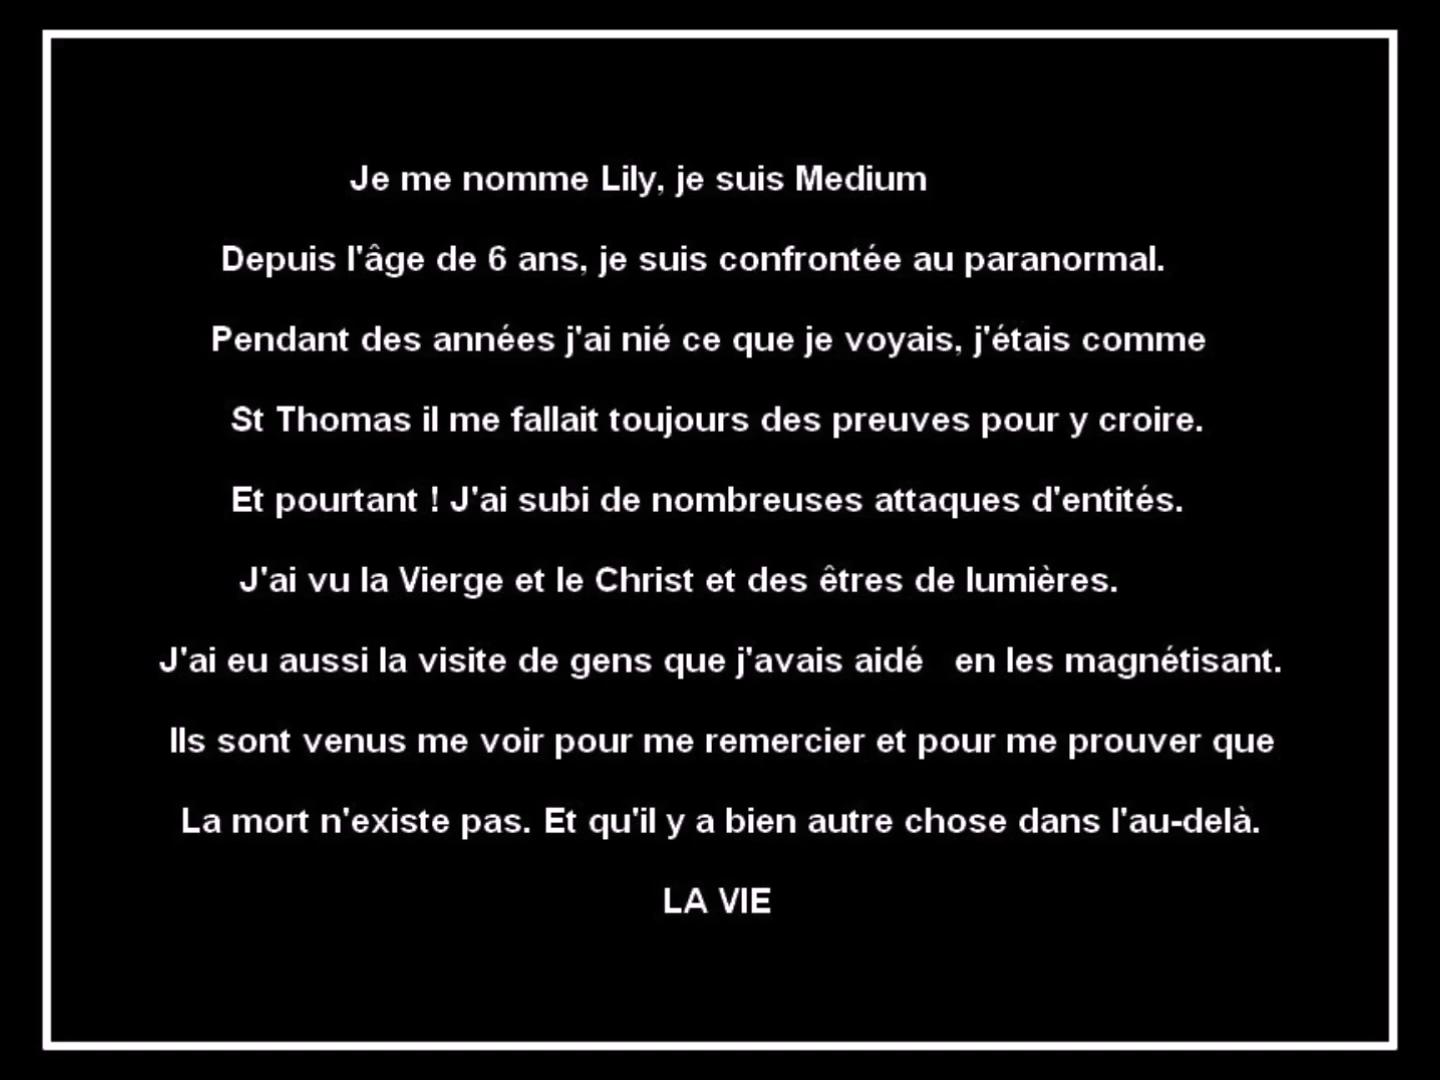 Je me nomme Lily, je suis Medium
Depuis l'âge de 6 ans, je suis confrontée au paranormal.
Pendant des années j'ai nié ce que je voyais, j'étais comme
St Thomas il me fallait toujours des preuves pour y croire.
Et pourtant ! J'ai subi de nombreuses attaques d'entités.
J'ai vu la Vierge et le Christ et des êtres de lumières.
J'ai eu aussi la visite de gens que j'avais aidé   en les magnétisant.
Ils sont venus me voir pour me remercier et pour me prouver que
La mort n'existe pas. Et qu'il y a bien autre chose dans l'au-delà.
LA VIE